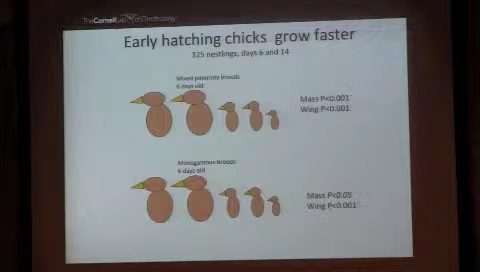 The Cornell Lab of Ornithology
Early hatching chicks grow faster
325 nestlings, days 6 and 14
Mixed paternity broods
6 days old
Mass P<0.001
Wing P<0.001
Monogamous broods
6 days old
Mass P<0.05
Wing P<0.001